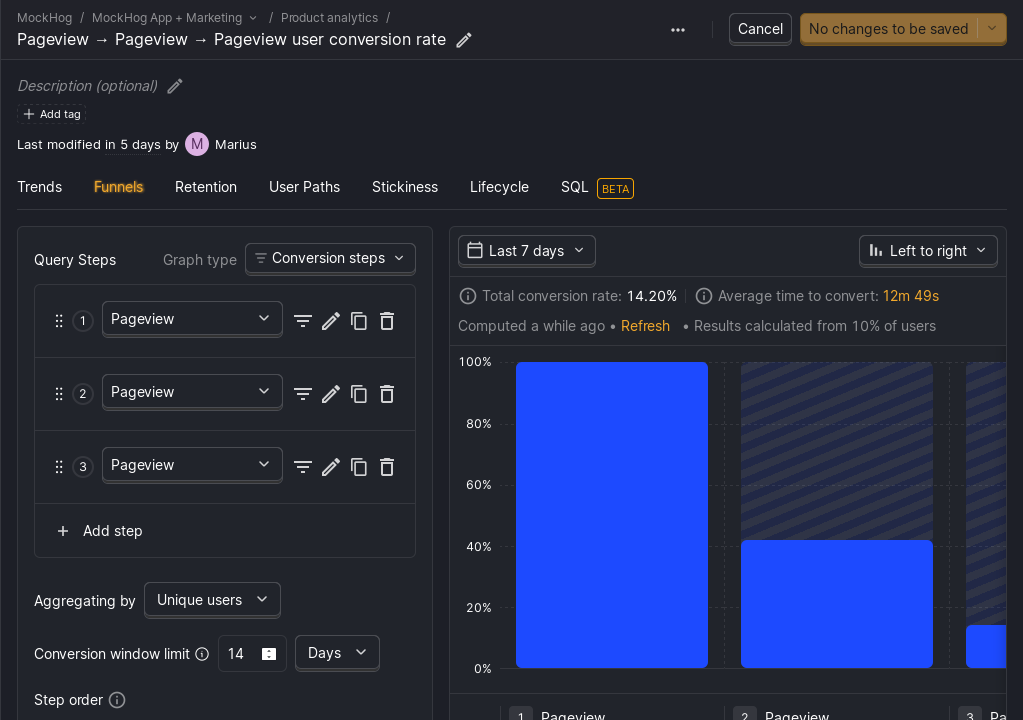 MockHog / MockHog App + Marketing / Product analytics /
Pageview → Pageview → Pageview user conversion rate
Cancel
No changes to be saved
Description (optional)
Add tag
Last modified in 5 days by M Marius
Trends Funnels Retention User Paths Stickiness Lifecycle SQL BETA
Query Steps Graph type Conversion steps
1 Pageview
2 Pageview
3 Pageview
Add step
Aggregating by Unique users
Conversion window limit 14 Days
Step order
Last 7 days Left to right
Total conversion rate: 14.20% Average time to convert: 12m 49s
Computed a while ago • Refresh • Results calculated from 10% of users
100%
80%
60%
40%
20%
0%
1 Pageview 2 Pageview 3 Pa